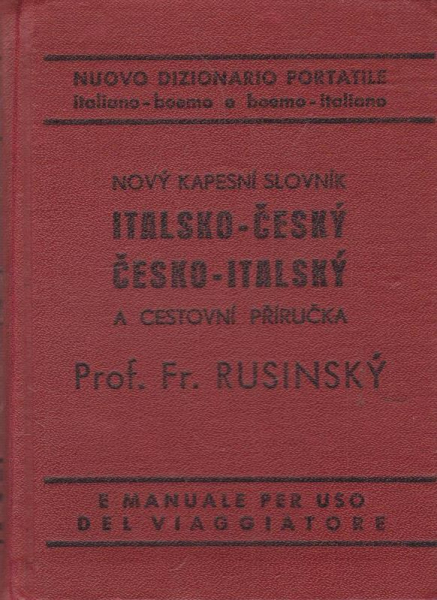 NUOVO DIZIONARIO PORTATILE
italiano-boemo e boemo-italiano
NOVÝ KAPESNÍ SLOVNÍK
ITALSKO-ČESKÝ
ČESKO-ITALSKÝ
A CESTOVNÍ PŘÍRUČKA
Prof. Fr. RUSINSKÝ
E MANUALE PER USO
DEL VIAGGIATORE